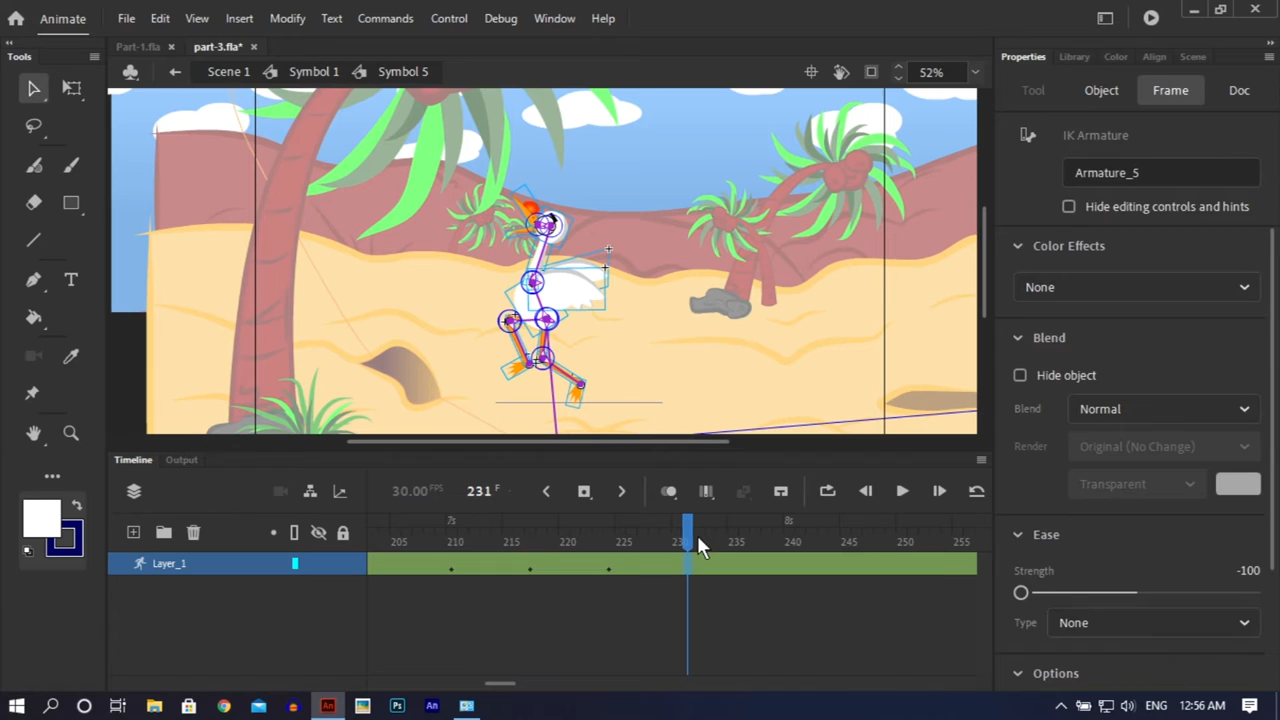 Animate File Edit View Insert Modify Text Commands Control Debug Window Help
Tools Part-1.fla part-3.fla* Properties Library Color Align Scene
Scene 1 Symbol 1 Symbol 5 52%
Tool Object Frame Doc
IK Armature
Armature_5
Hide editing controls and hints
Color Effects
None
Blend
Hide object
Blend Normal
Render Original (No Change)
Transparent
Timeline Output
30.00 FPS 231 F
7s 8s
205 210 215 220 225 235 240 245 250 255
Layer_1
Ease
Strength -100
Type None
Options
An Ps An ENG 12:56 AM